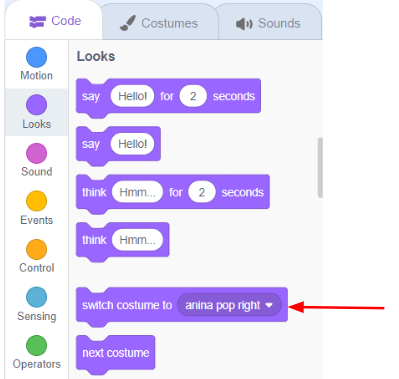 Code
Costumes
Sounds
Motion
Looks
Sound
Events
Control
Sensing
Operators
Looks
say Hello! for 2 seconds
say Hello!
think Hmm... for 2 seconds
think Hmm...
switch costume to anina pop right
next costume